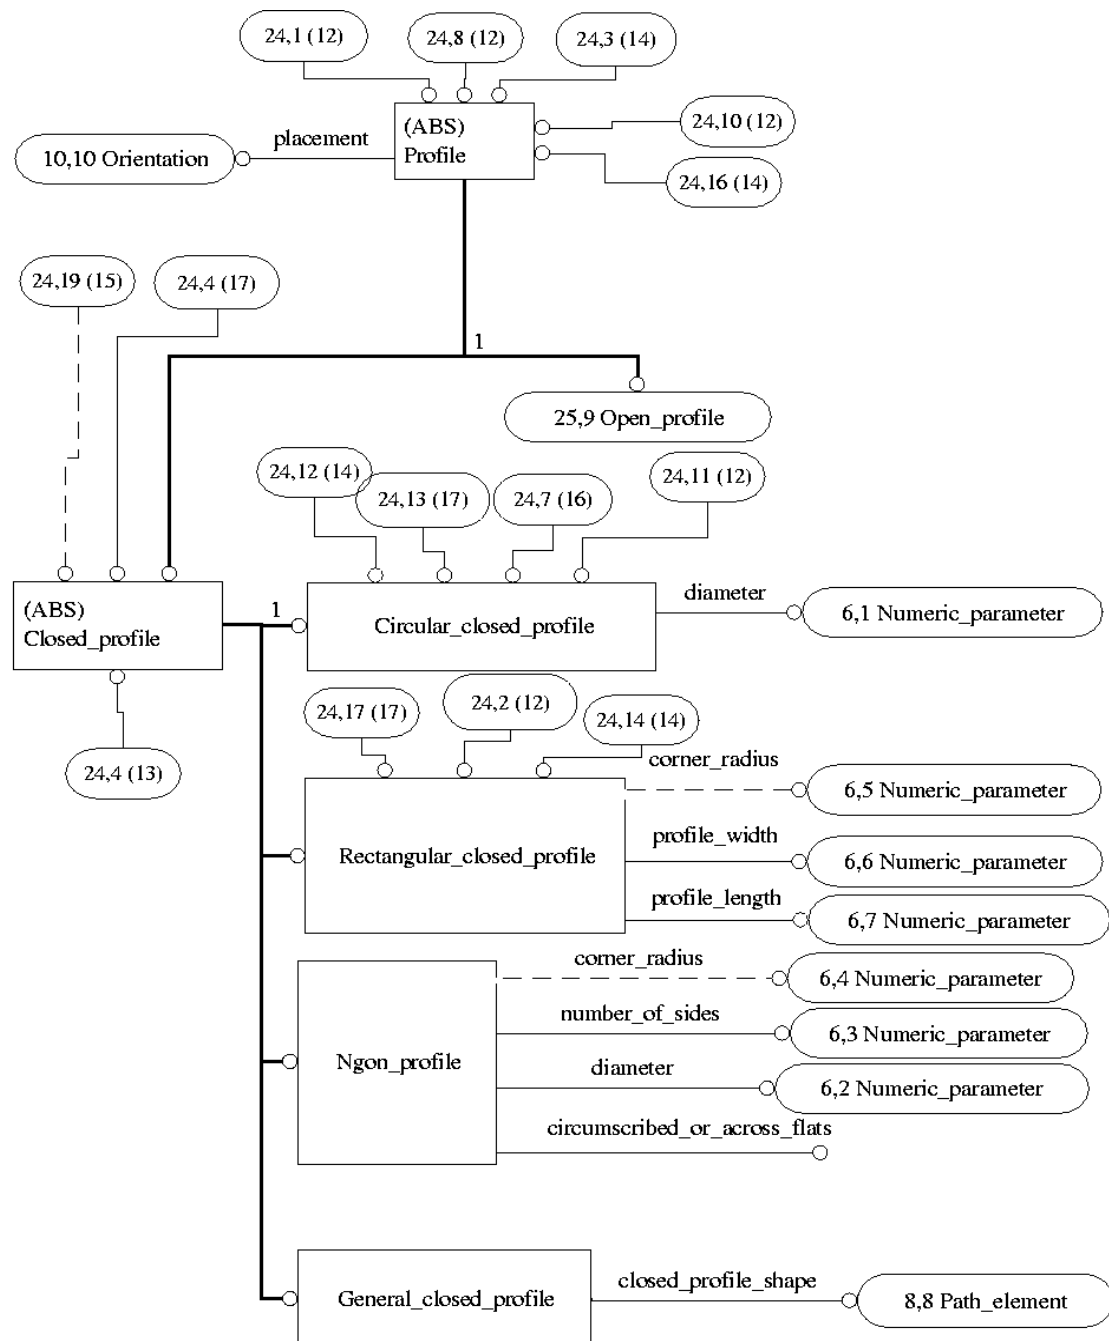 24,1 (12)
24,8 (12)
24,3 (14)
(ABS)
Profile
24,10 (12)
placement
10,10 Orientation
24,16 (14)
24,19 (15)
24,4 (17)
1
25,9 Open_profile
24,12 (14)
24,13 (17)
24,7 (16)
24,11 (12)
(ABS)
Closed_profile
1
Circular_closed_profile
diameter
6,1 Numeric_parameter
24,4 (13)
24,17 (17)
24,2 (12)
24,14 (14)
corner_radius
6,5 Numeric_parameter
Rectangular_closed_profile
profile_width
6,6 Numeric_parameter
profile_length
6,7 Numeric_parameter
corner_radius
6,4 Numeric_parameter
number_of_sides
6,3 Numeric_parameter
Ngon_profile
diameter
6,2 Numeric_parameter
circumscribed_or_across_flats
General_closed_profile
closed_profile_shape
8,8 Path_element